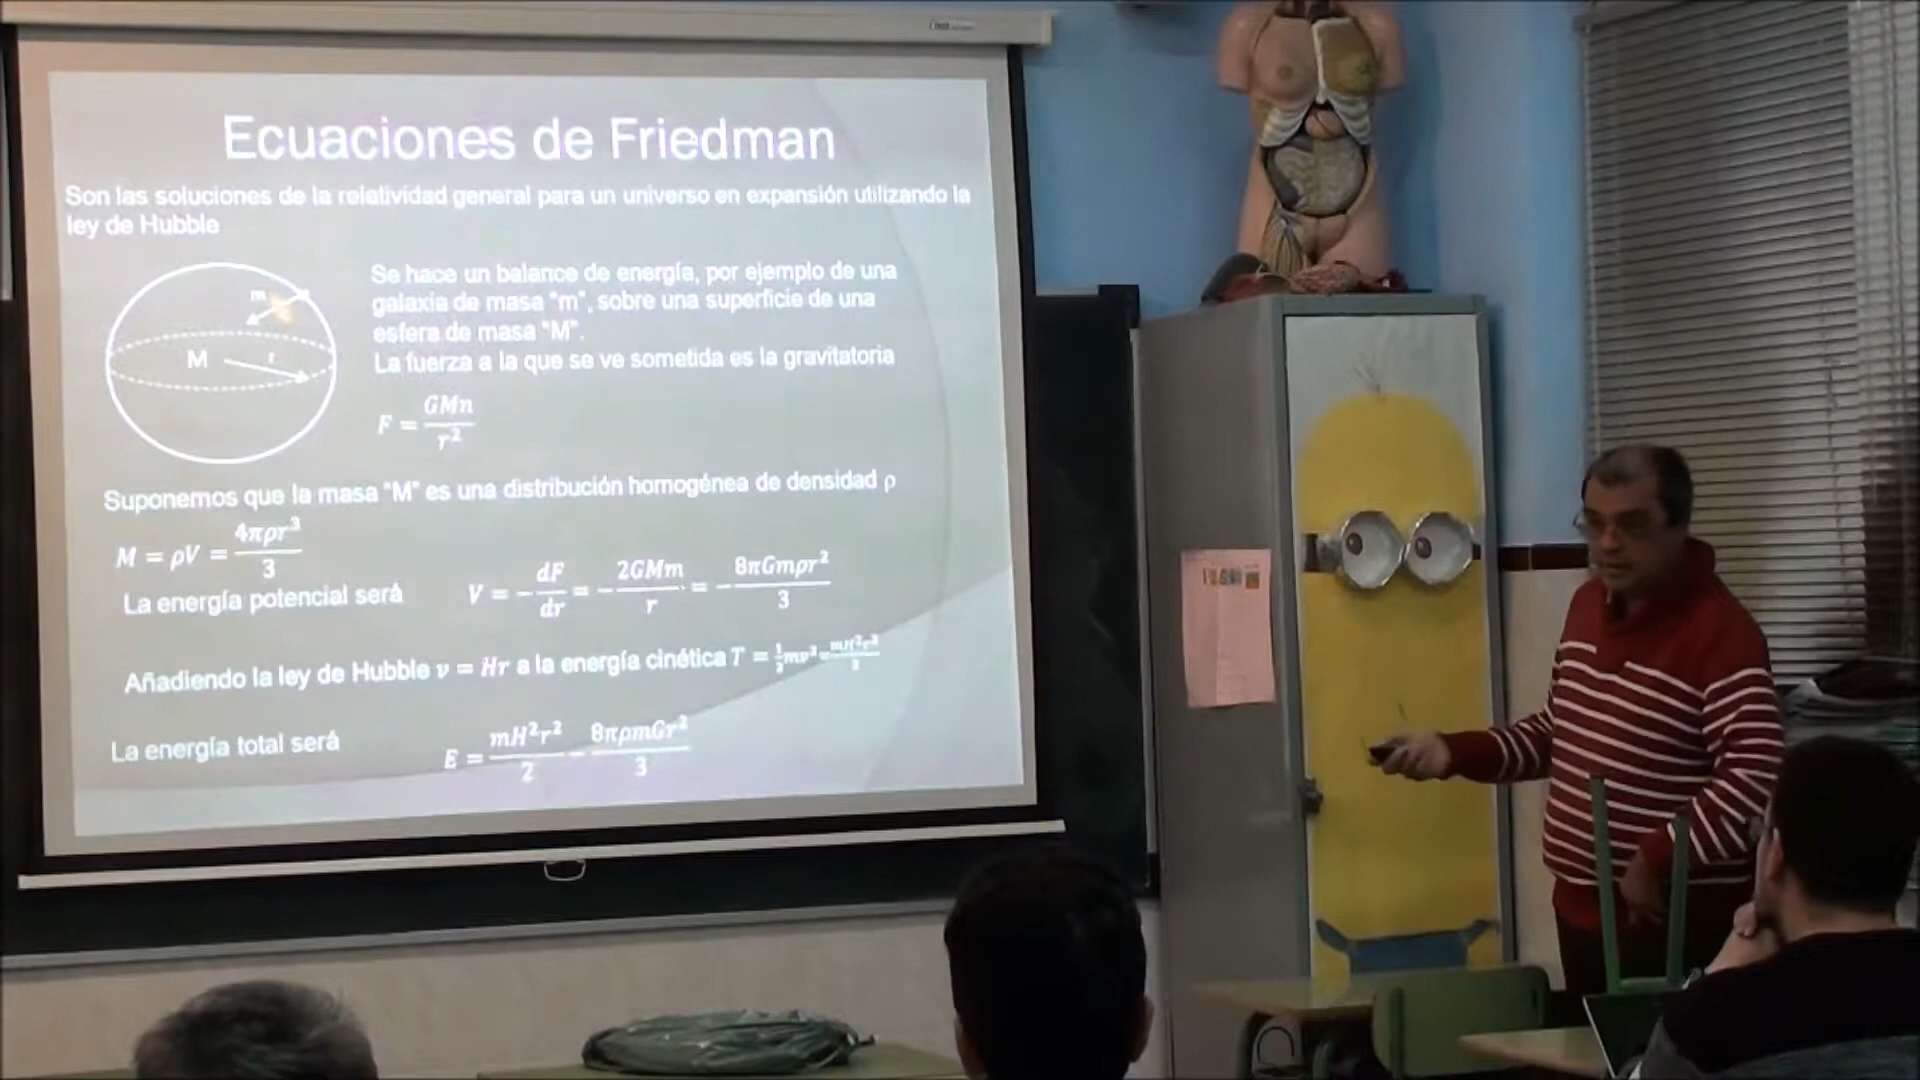 Ecuaciones de Friedman
Son las soluciones de la relatividad general para un universo en expansión utilizando la
ley de Hubble
Se hace un balance de energía, por ejemplo de una
galaxia de masa "m", sobre una superficie de una
esfera de masa "M".
La fuerza a la que se ve sometida es la gravitatoria
m
M
r
F = GMm/r²
Suponemos que la masa "M" es una distribución homogénea de densidad ρ
M = ρV = 4πρr³/3
La energía potencial será V = −dF/dr = −2GMm/r = −8πGmρr²/3
Añadiendo la ley de Hubble v = Hr a la energía cinética T = ½mv² = mH²r²/2
La energía total será E = mH²r²/2 − 8πρmGr²/3